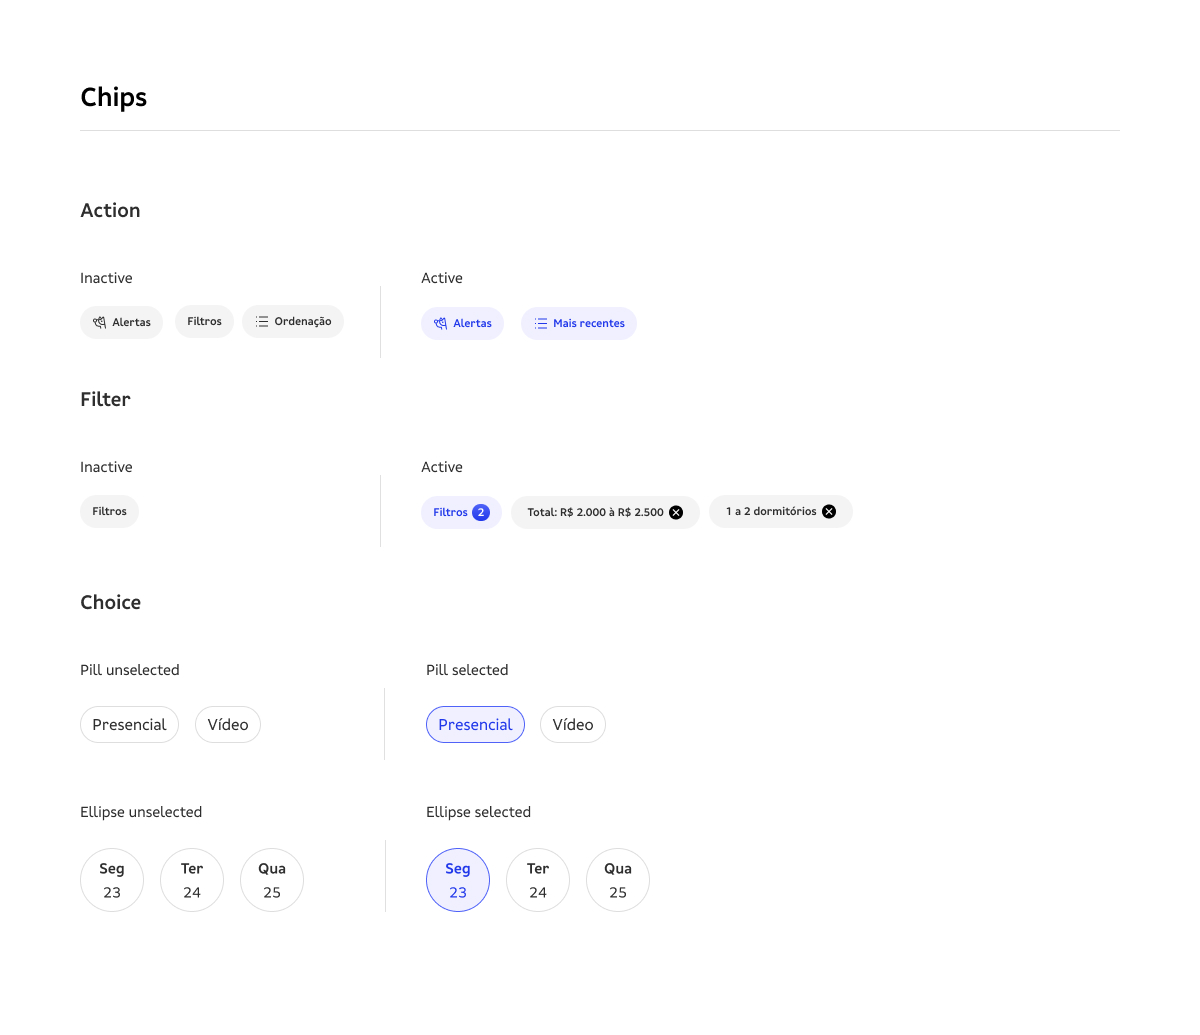 Chips
Action
Inactive
Alertas
Filtros
Ordenação
Active
Alertas
Mais recentes
Filter
Inactive
Filtros
Active
Filtros 2
Total: R$ 2.000 à R$ 2.500
1 a 2 dormitórios
Choice
Pill unselected
Presencial
Vídeo
Pill selected
Presencial
Vídeo
Ellipse unselected
Seg
23
Ter
24
Qua
25
Ellipse selected
Seg
23
Ter
24
Qua
25